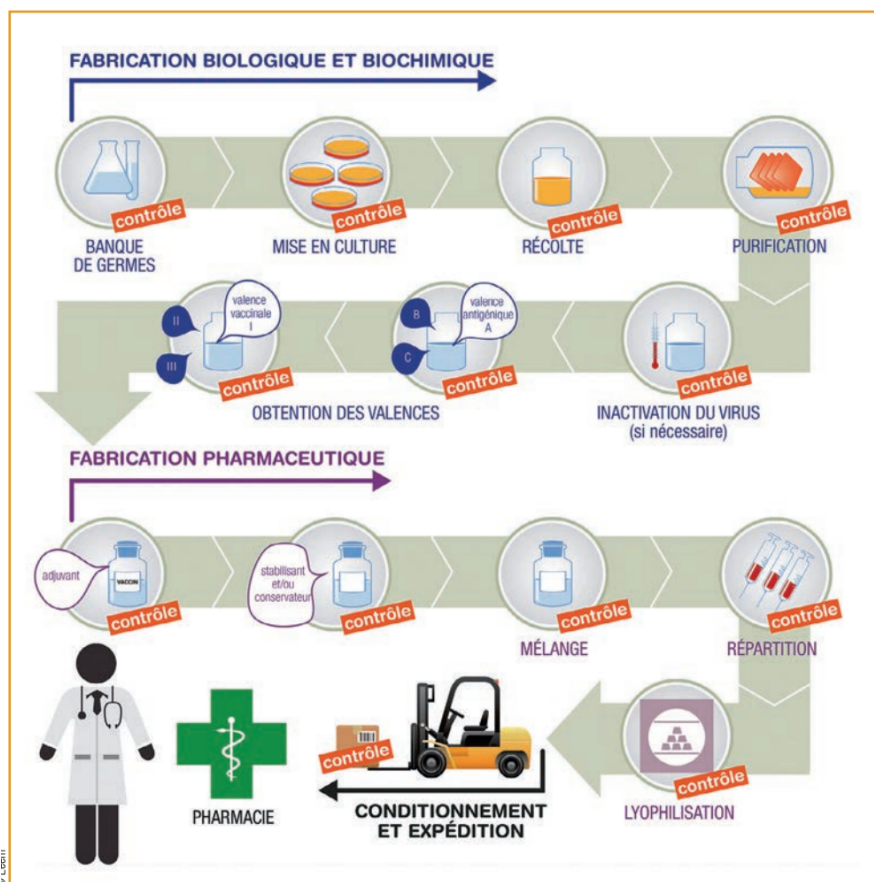 FABRICATION BIOLOGIQUE ET BIOCHIMIQUE
contrôle
contrôle
contrôle
contrôle
BANQUE
DE GERMES
MISE EN CULTURE
RÉCOLTE
PURIFICATION
II
III
valence
vaccinale
I
contrôle
B
C
valence
antigénique
A
contrôle
contrôle
OBTENTION DES VALENCES
INACTIVATION DU VIRUS
(si nécessaire)
FABRICATION PHARMACEUTIQUE
adjuvant
VACCIN
contrôle
stabilisant
et/ou
conservateur
contrôle
contrôle
contrôle
MÉLANGE
RÉPARTITION
contrôle
contrôle
PHARMACIE
CONDITIONNEMENT
ET EXPÉDITION
LYOPHILISATION